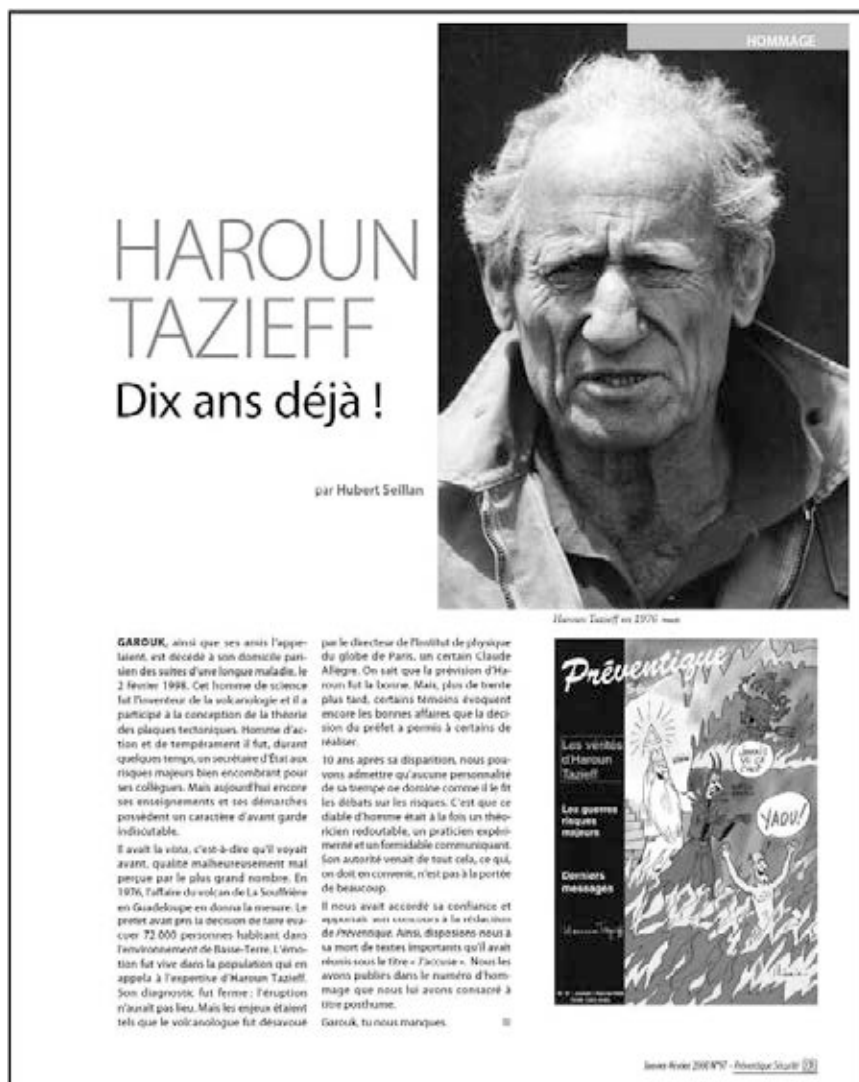 HOMMAGE
HAROUN
TAZIEFF
Dix ans déjà !
par Hubert Seillan
Haroun Tazieff en 1976
GAROUK, ainsi que ses amis l'appe-
laient, est décédé à son domicile pari-
sien des suites d'une longue maladie, le
2 février 1998. Cet homme de science
fut l'inventeur de la volcanologie et il a
participé à la conception de la théorie
des plaques tectoniques. Homme d'ac-
tion et de tempérament il fut, durant
quelques temps, un secrétaire d'État aux
risques majeurs bien encombrant pour
ses collègues. Mais aujourd'hui encore
ses enseignements et ses démarches
possèdent un caractère d'avant garde
indiscutable.
Il avait la vista, c'est-à-dire qu'il voyait
avant, qualité malheureusement mal
perçue par le plus grand nombre. En
1976, l'affaire du volcan de La Souffrière
en Guadeloupe en donna la mesure. Le
préfet avait pris la décision de faire éva-
cuer 72 000 personnes habitant dans
l'environnement de Basse-Terre. L'émo-
tion fut vive dans la population qui en
appela à l'expertise d'Haroun Tazieff.
Son diagnostic fut ferme : l'éruption
n'aurait pas lieu. Mais les enjeux étaient
tels que le volcanologue fut désavoué
par le directeur de l'Institut de physique
du globe de Paris, un certain Claude
Allègre. On sait que la prévision d'Ha-
roun fut la bonne. Mais, plus de trente
plus tard, certains témoins évoquent
encore les bonnes affaires que la déci-
sion du préfet a permis à certains de
réaliser.
10 ans après sa disparition, nous pou-
vons admettre qu'aucune personnalité
de sa trempe ne domine comme il le fit
les débats sur les risques. C'est que ce
diable d'homme était à la fois un théo-
ricien redoutable, un praticien expéri-
menté et un formidable communiquant.
Son autorité venait de tout cela, ce qui,
on doit en convenir, n'est pas à la portée
de beaucoup.
Il nous avait accordé sa confiance et
apportait son concours à la rédaction
de Préventique. Ainsi, disposions nous à
sa mort de textes importants qu'il avait
réunis sous le titre « J'accuse ». Nous les
avons publiés dans le numéro d'hom-
mage que nous lui avons consacré à
titre posthume.
Garouk, tu nous manques.
Préventique
Les vérités
d'Haroun
Tazieff
Les guerres
risques
majeurs
Derniers
messages
JAMAIS
VU ÇA
YAOU!
Janvier-Février 2008 N°97 - Préventique Sécurité